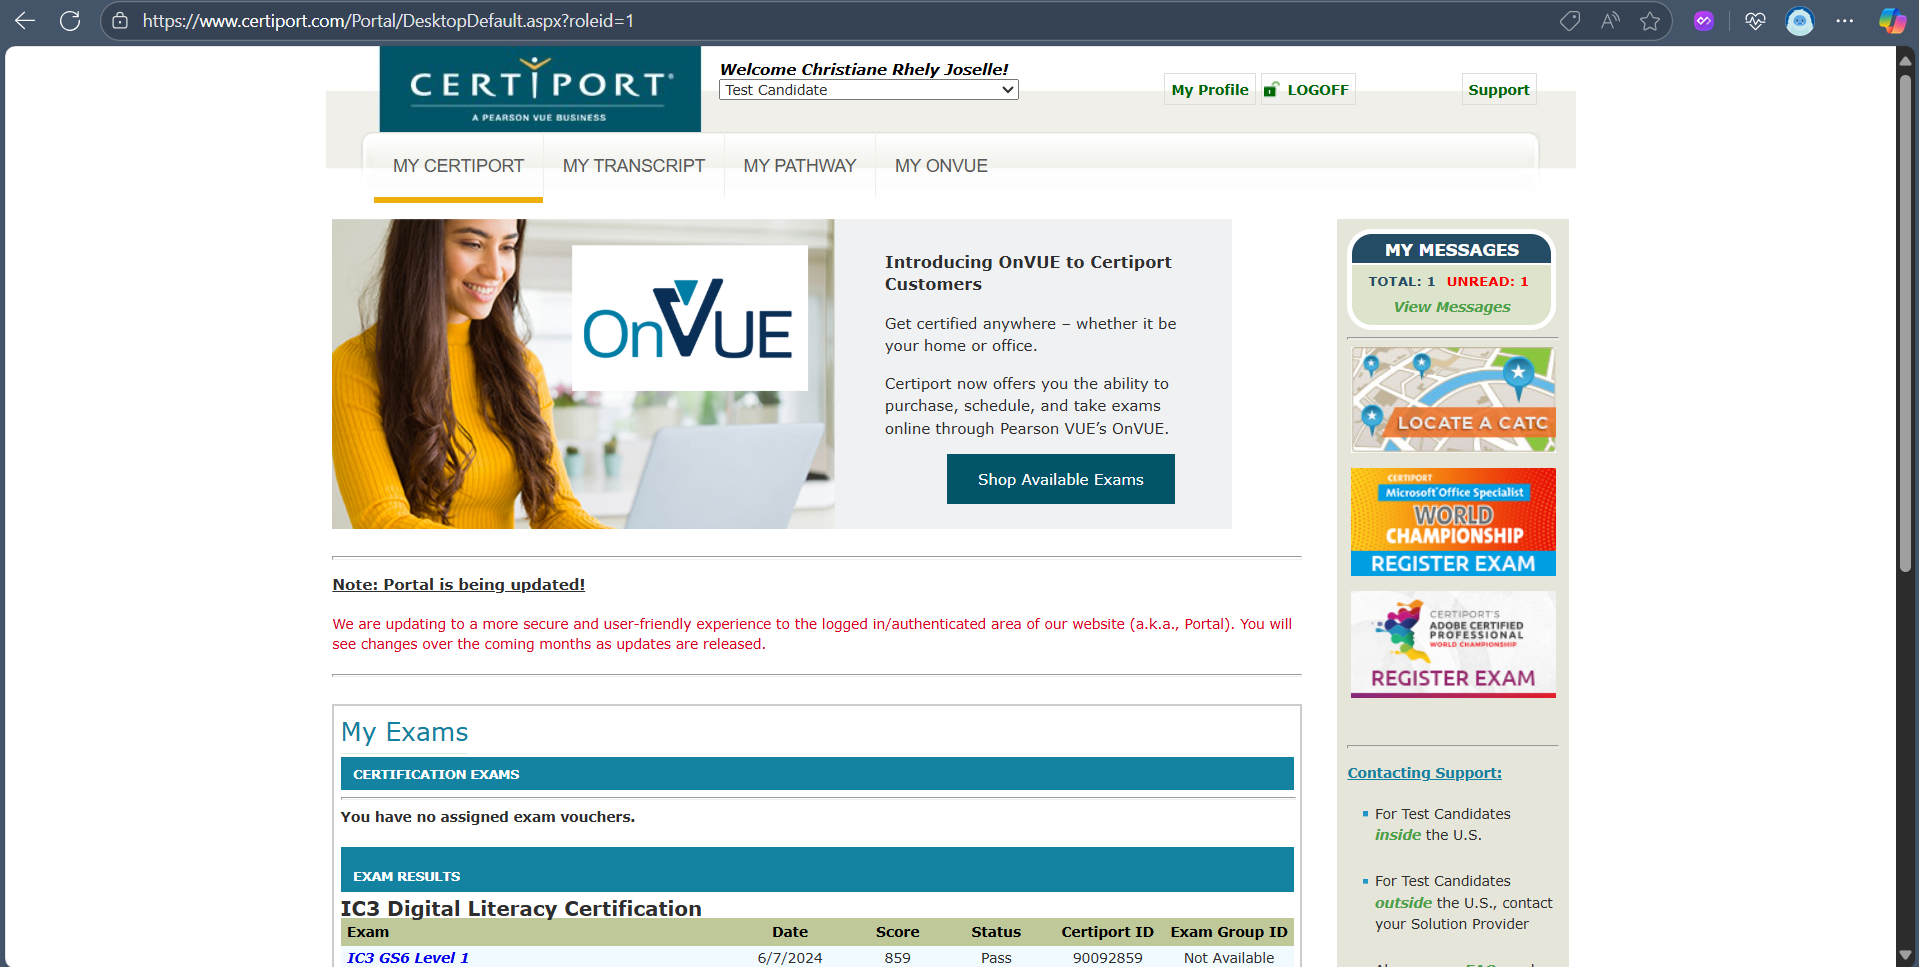 https://www.certiport.com/Portal/DesktopDefault.aspx?roleid=1
CERTIPORT
A PEARSON VUE BUSINESS
Welcome Christiane Rhely Joselle!
Test Candidate
My Profile
LOGOFF
Support
MY CERTIPORT
MY TRANSCRIPT
MY PATHWAY
MY ONVUE
OnVUE
Introducing OnVUE to Certiport
Customers
Get certified anywhere – whether it be
your home or office.
Certiport now offers you the ability to
purchase, schedule, and take exams
online through Pearson VUE’s OnVUE.
Shop Available Exams
Note: Portal is being updated!
We are updating to a more secure and user-friendly experience to the logged in/authenticated area of our website (a.k.a., Portal). You will
see changes over the coming months as updates are released.
My Exams
CERTIFICATION EXAMS
You have no assigned exam vouchers.
EXAM RESULTS
IC3 Digital Literacy Certification
Exam Date Score Status Certiport ID Exam Group ID
IC3 GS6 Level 1 6/7/2024 859 Pass 90092859 Not Available
MY MESSAGES
TOTAL: 1 UNREAD: 1
View Messages
LOCATE A CATC
CERTIPORT
Microsoft Office Specialist
WORLD
CHAMPIONSHIP
REGISTER EXAM
CERTIPORT'S
ADOBE CERTIFIED
PROFESSIONAL
WORLD CHAMPIONSHIP
REGISTER EXAM
Contacting Support:
For Test Candidates
inside the U.S.
For Test Candidates
outside the U.S., contact
your Solution Provider